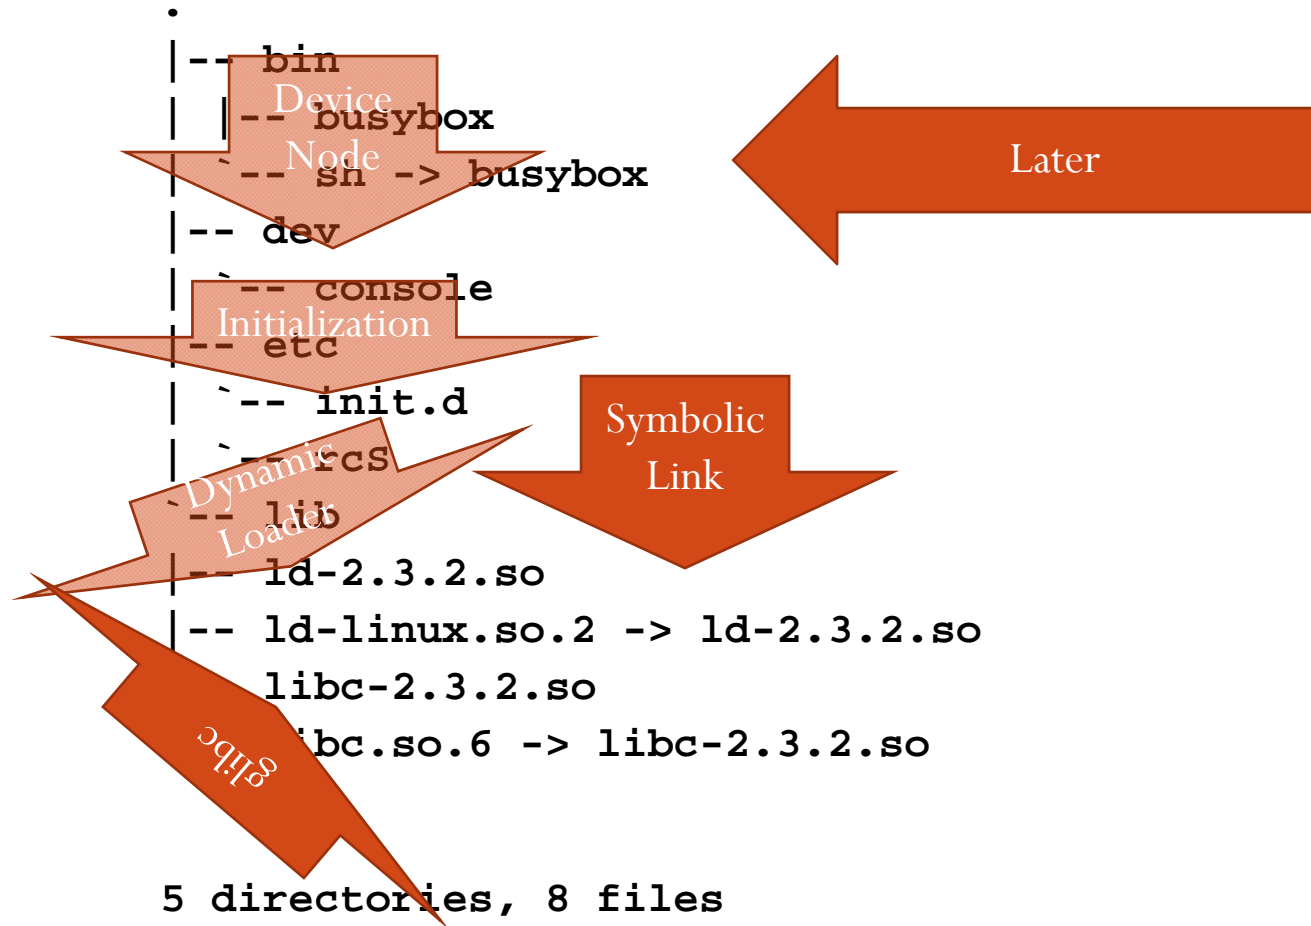 .
|-- bin
| |-- busybox
| `-- sh -> busybox
|-- dev
| `-- console
|-- etc
| `-- init.d
| `-- rcS
`-- lib
|-- ld-2.3.2.so
|-- ld-linux.so.2 -> ld-2.3.2.so
| libc-2.3.2.so
ibc.so.6 -> libc-2.3.2.so
5 directories, 8 files
Device
Node
Later
Initialization
Symbolic
Link
Dynamic
Loader
glibc